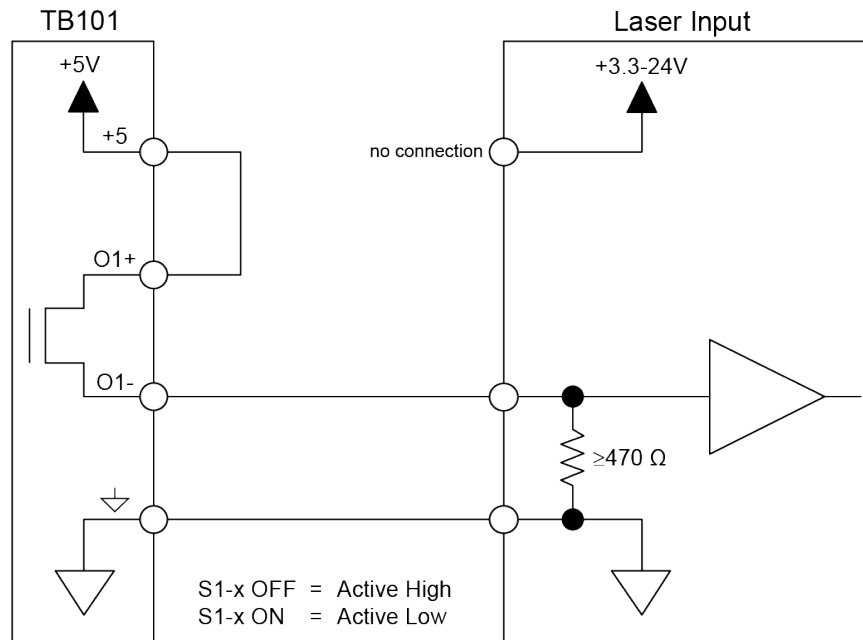 TB101
Laser Input
+5V
+3.3-24V
+5
no connection
O1+
O1-
≥470 Ω
S1-x OFF = Active High
S1-x ON = Active Low